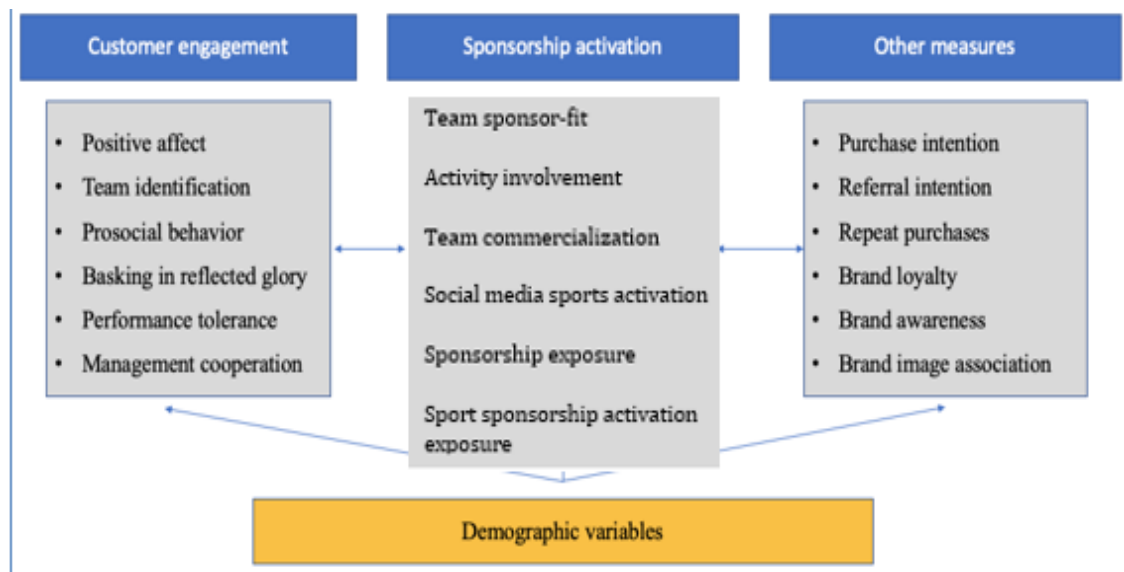 Customer engagement
Sponsorship activation
Other measures
• Positive affect
• Team identification
• Prosocial behavior
• Basking in reflected glory
• Performance tolerance
• Management cooperation
Team sponsor-fit
Activity involvement
Team commercialization
Social media sports activation
Sponsorship exposure
Sport sponsorship activation
exposure
• Purchase intention
• Referral intention
• Repeat purchases
• Brand loyalty
• Brand awareness
• Brand image association
Demographic variables